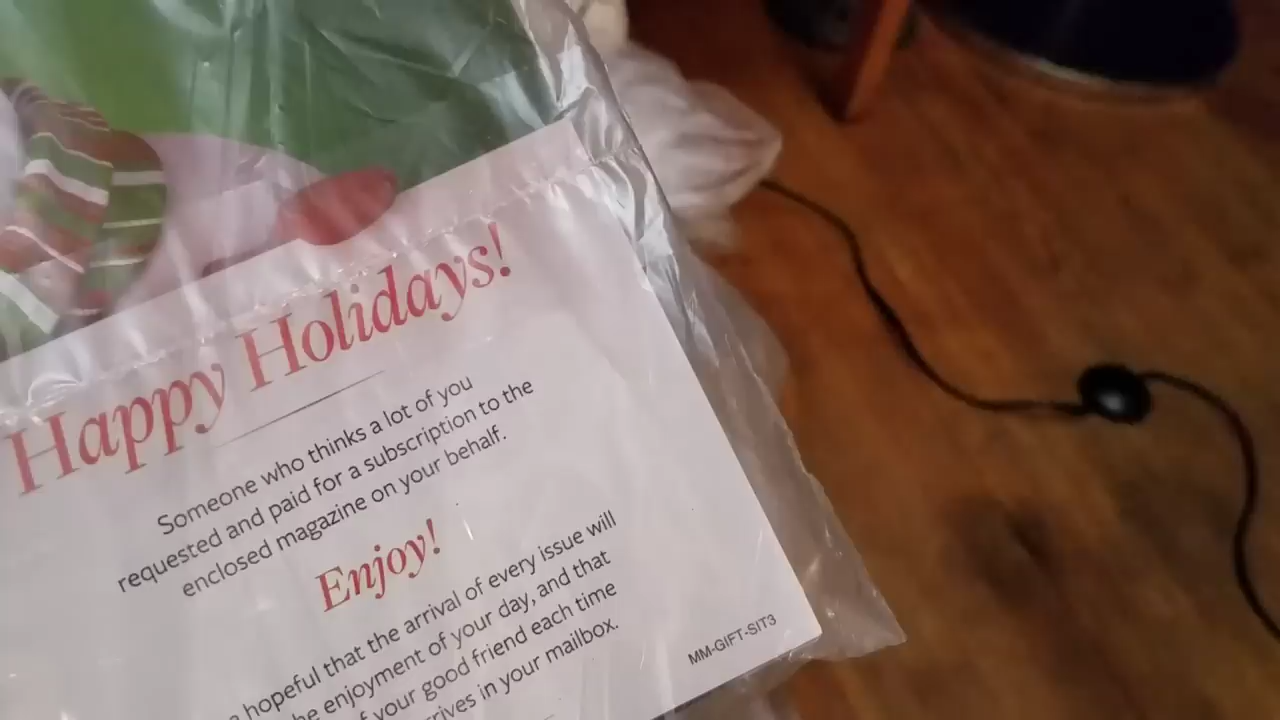 Happy Holidays!
Someone who thinks a lot of you
requested and paid for a subscription to the
enclosed magazine on your behalf.
Enjoy!
hopeful that the arrival of every issue will
enjoyment of your day, and that
your good friend each time
in your mailbox.
MM-GIFT-SIT3